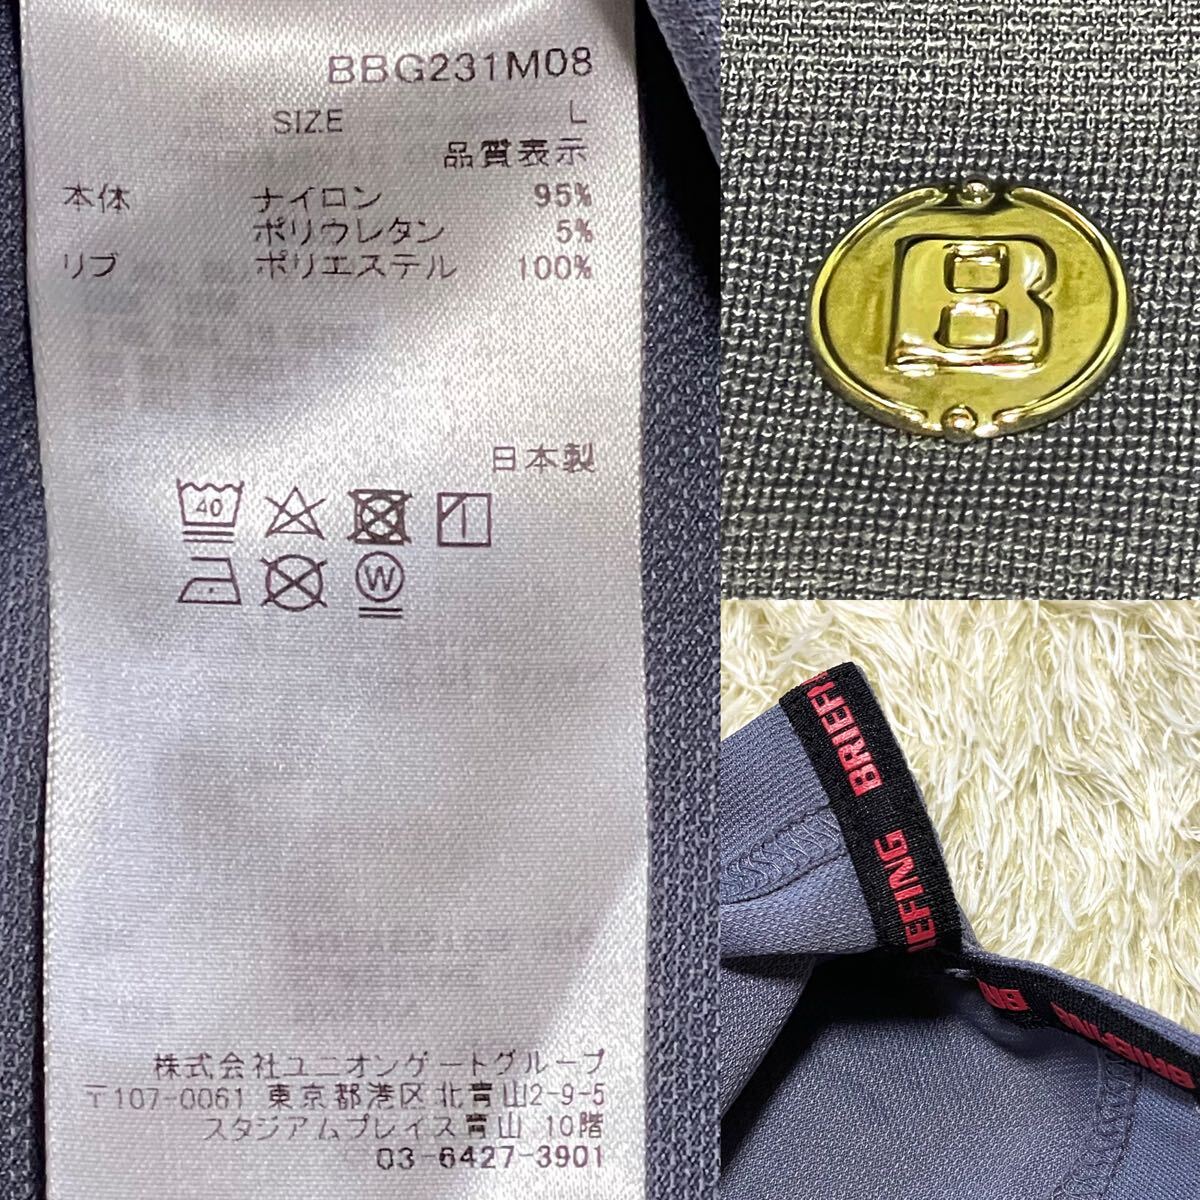 BBG231M08
SIZE L
品質表示
本体 ナイロン 95%
ポリウレタン 5%
リブ ポリエステル 100%
日本製
40
W
株式会社ユニオンゲートグループ
〒107-0061 東京都港区北青山2-9-5
スタジアムプレイス青山 10階
03-6427-3901
B
BRIEF
IEFING
BR
BRIEFING